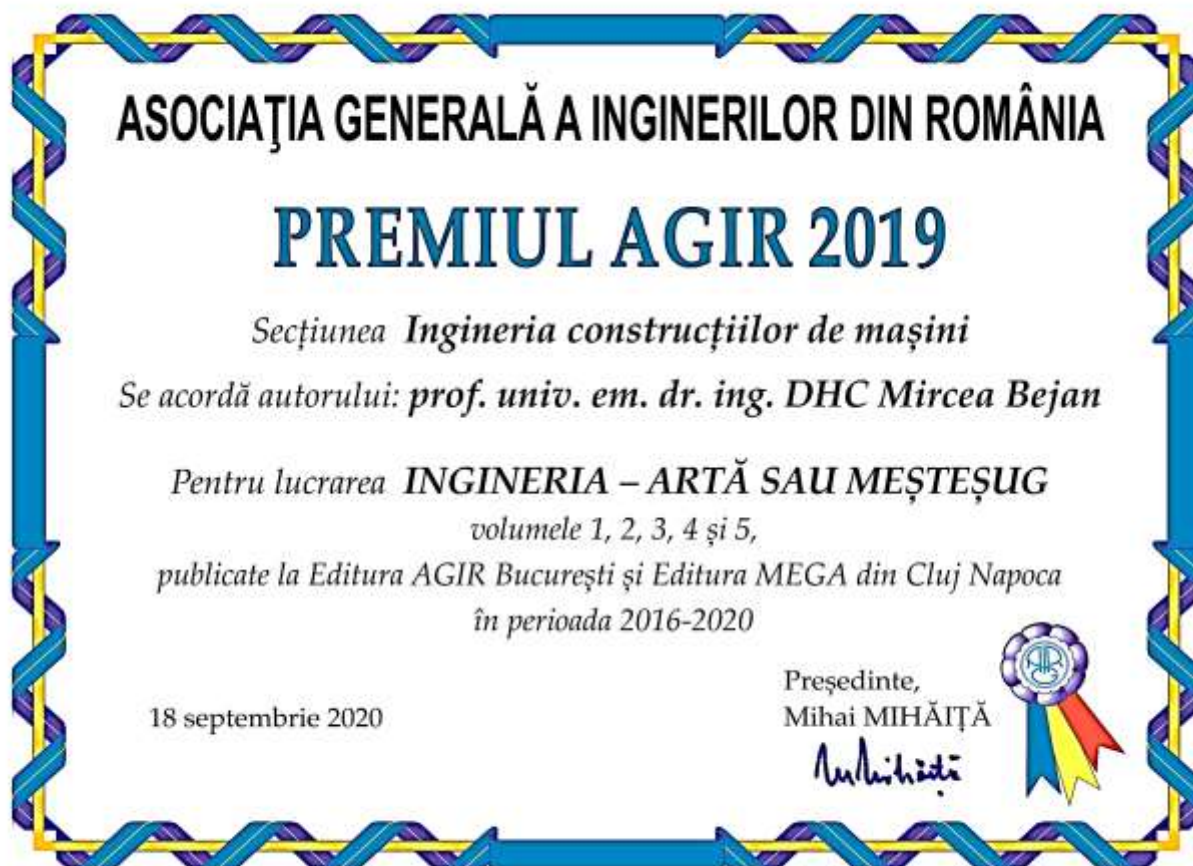 ASOCIAŢIA GENERALĂ A INGINERILOR DIN ROMÂNIA
PREMIUL AGIR 2019
Secțiunea Ingineria construcțiilor de mașini
Se acordă autorului: prof. univ. em. dr. ing. DHC Mircea Bejan
Pentru lucrarea INGINERIA – ARTĂ SAU MEȘTEȘUG
volumele 1, 2, 3, 4 și 5,
publicate la Editura AGIR București și Editura MEGA din Cluj Napoca
în perioada 2016-2020
18 septembrie 2020
Președinte,
Mihai MIHĂIȚĂ